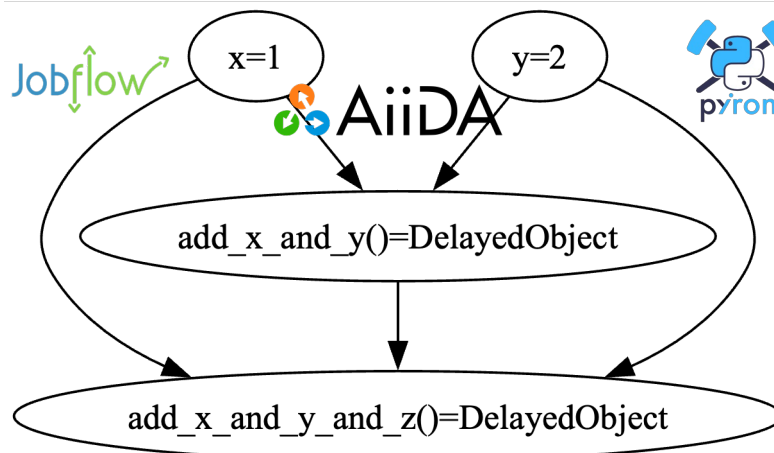 x=1
y=2
Jobflow
AiiDA
pyiron
add_x_and_y()=DelayedObject
add_x_and_y_and_z()=DelayedObject